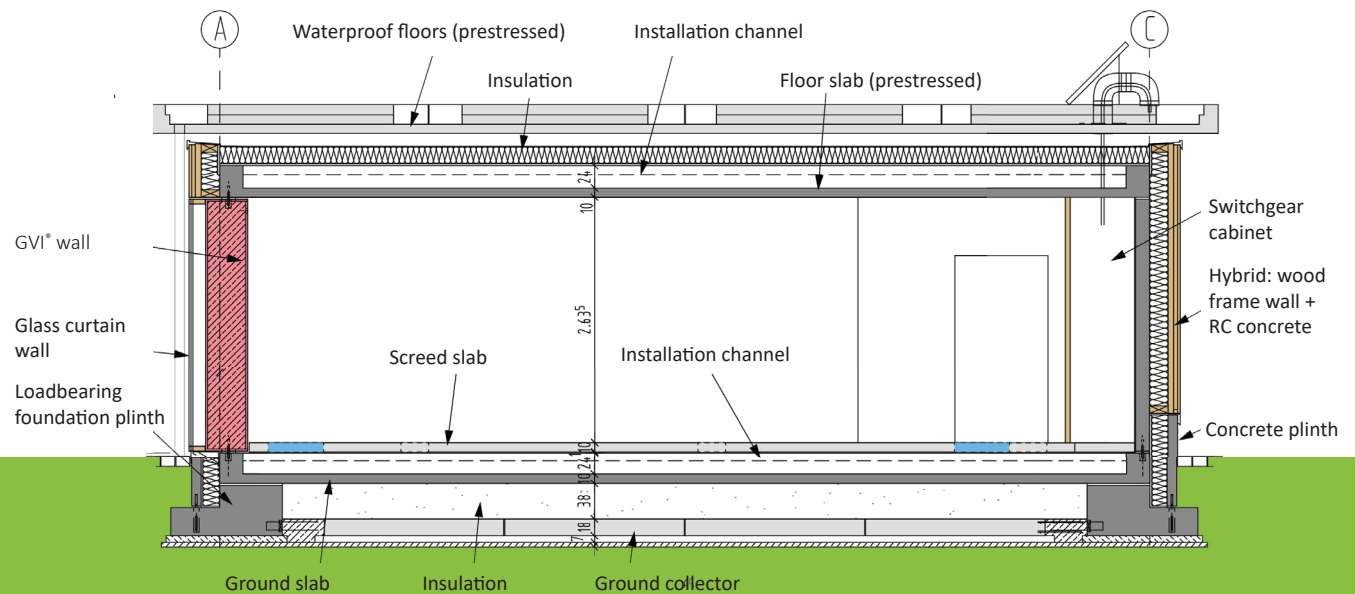 A
Waterproof floors (prestressed)
Installation channel
C
Insulation
Floor slab (prestressed)
24
10
GVI® wall
Switchgear
cabinet
Hybrid: wood
frame wall +
RC concrete
2.63⁵
Glass curtain
wall
Screed slab
Installation channel
Loadbearing
foundation plinth
Concrete plinth
10
24
10
38
18
7
Ground slab
Insulation
Ground collector